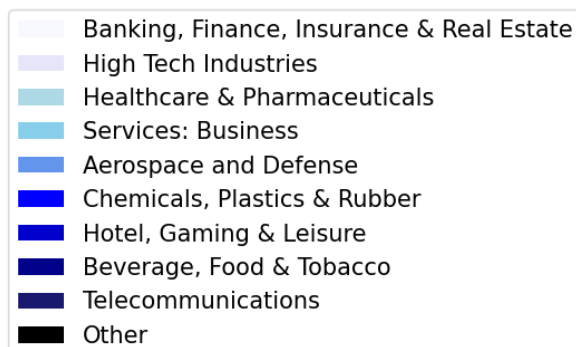 Banking, Finance, Insurance & Real Estate
High Tech Industries
Healthcare & Pharmaceuticals
Services: Business
Aerospace and Defense
Chemicals, Plastics & Rubber
Hotel, Gaming & Leisure
Beverage, Food & Tobacco
Telecommunications
Other